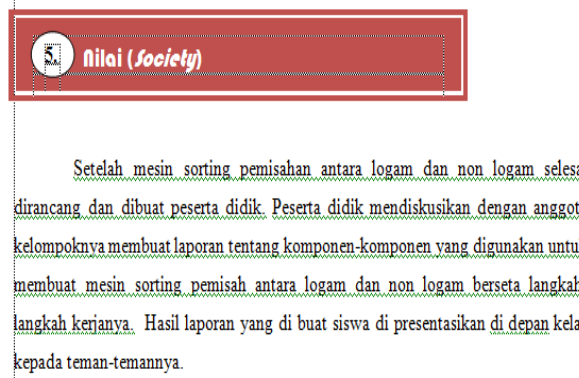 5. Nilai (Society)
Setelah mesin sorting pemisahan antara logam dan non logam selesa
dirancang dan dibuat peserta didik. Peserta didik mendiskusikan dengan anggot
kelompoknya membuat laporan tentang komponen-komponen yang digunakan untu
membuat mesin sorting pemisah antara logam dan non logam berseta langkah
langkah kerjanya. Hasil laporan yang di buat siswa di presentasikan di depan kela
kepada teman-temannya.